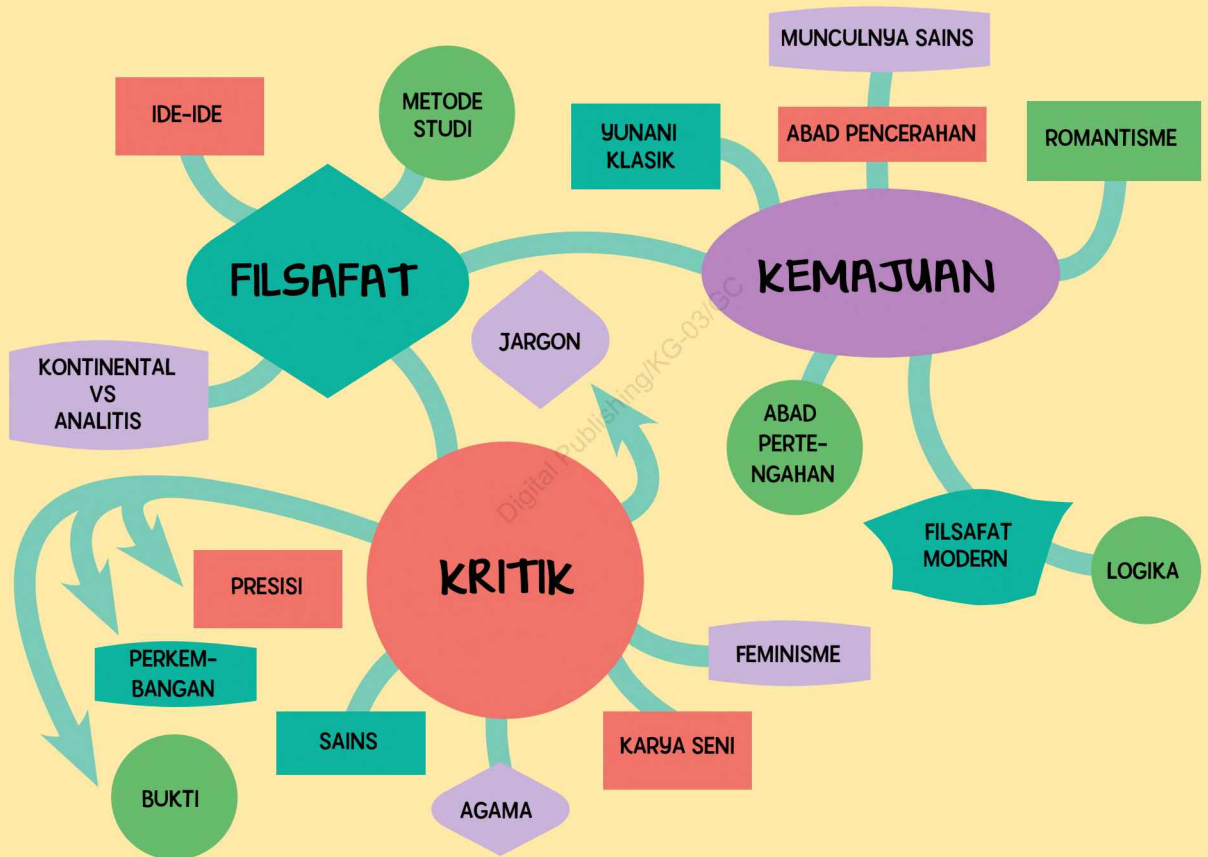 MUNCULNYA SAINS
IDE-IDE
METODE
STUDI
YUNANI
KLASIK
ABAD PENCERAHAN
ROMANTISME
FILSAFAT
KEMAJUAN
JARGON
KONTINENTAL
VS
ANALITIS
ABAD
PERTE-
NGAHAN
Digital Publishing/KG-03/GC
FILSAFAT
MODERN
LOGIKA
KRITIK
PRESISI
PERKEM-
BANGAN
FEMINISME
SAINS
KARYA SENI
BUKTI
AGAMA